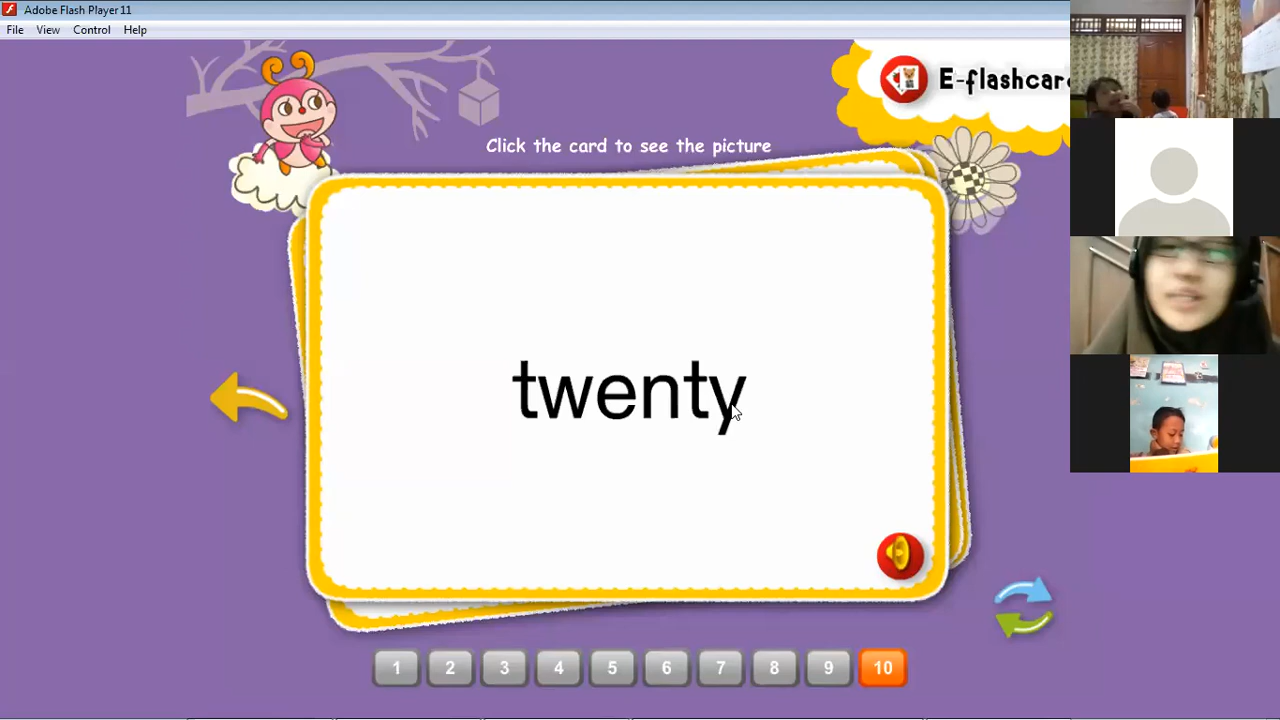 Adobe Flash Player 11
File View Control Help
E-flashcar
Click the card to see the picture
twenty
1 2 3 4 5 6 7 8 9 10